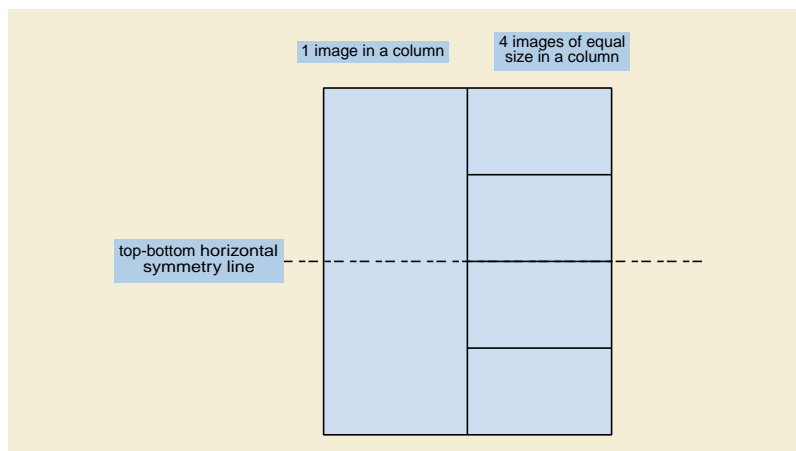 1 image in a column
4 images of equal
size in a column
top-bottom horizontal
symmetry line